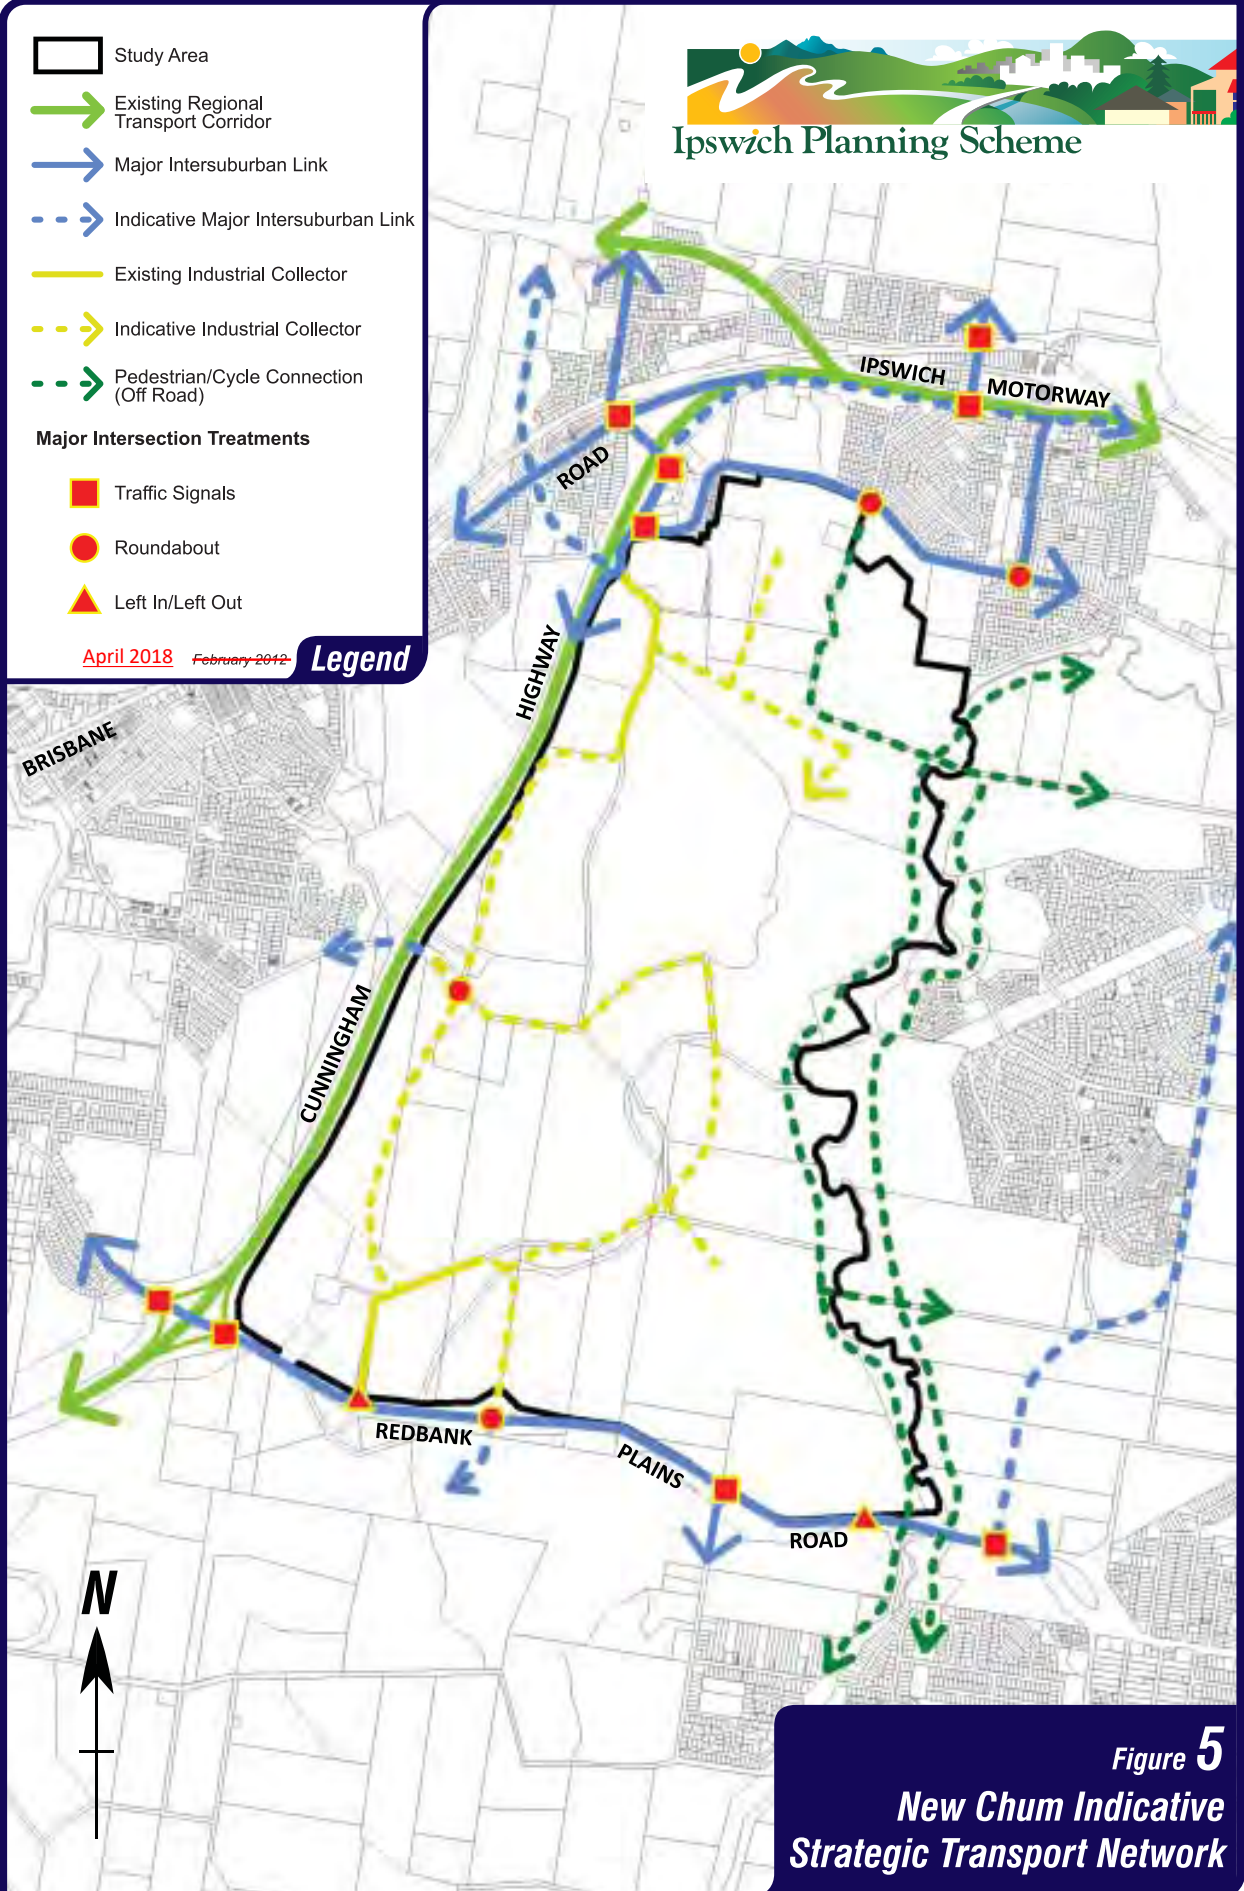 Study Area
Existing Regional
Transport Corridor
Major Intersuburban Link
Indicative Major Intersuburban Link
Existing Industrial Collector
Indicative Industrial Collector
Pedestrian/Cycle Connection
(Off Road)
Major Intersection Treatments
Traffic Signals
Roundabout
Left In/Left Out
April 2018 February 2012
Legend
Ipswich Planning Scheme
IPSWICH
MOTORWAY
ROAD
HIGHWAY
BRISBANE
CUNNINGHAM
REDBANK
PLAINS
ROAD
N
Figure 5
New Chum Indicative
Strategic Transport Network